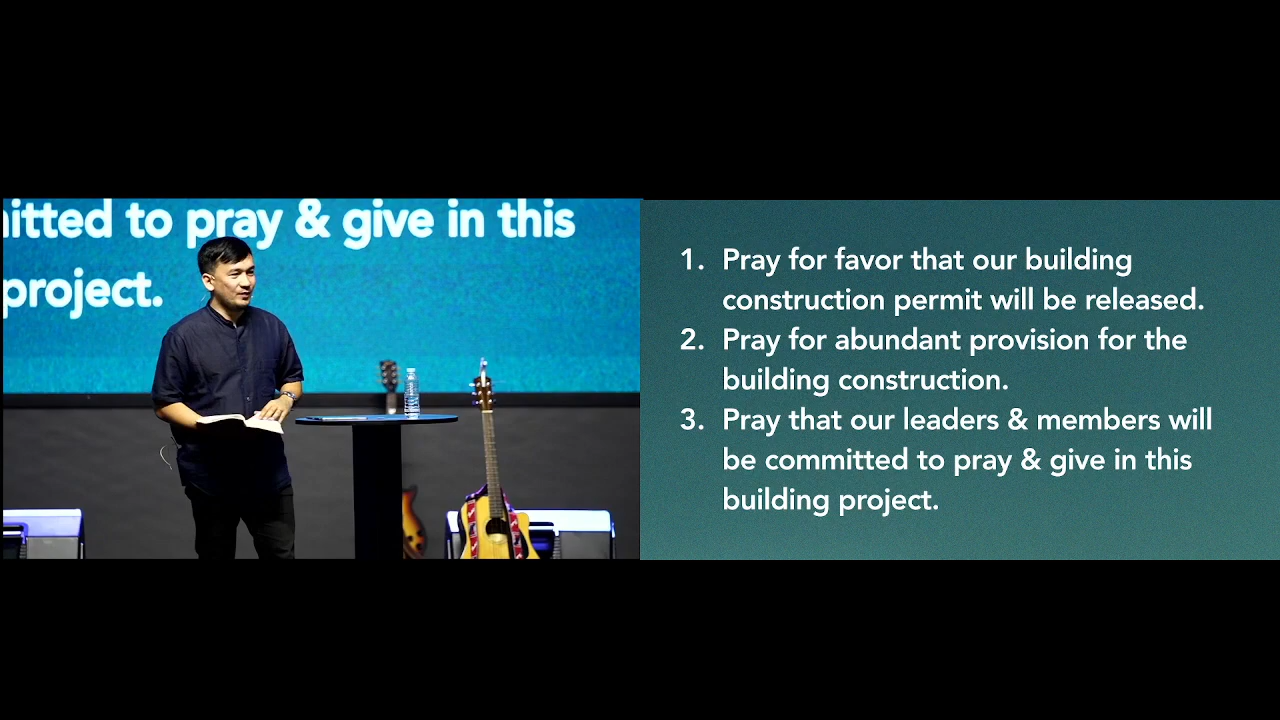 itted to pray & give in this
project.
1. Pray for favor that our building
construction permit will be released.
2. Pray for abundant provision for the
building construction.
3. Pray that our leaders & members will
be committed to pray & give in this
building project.